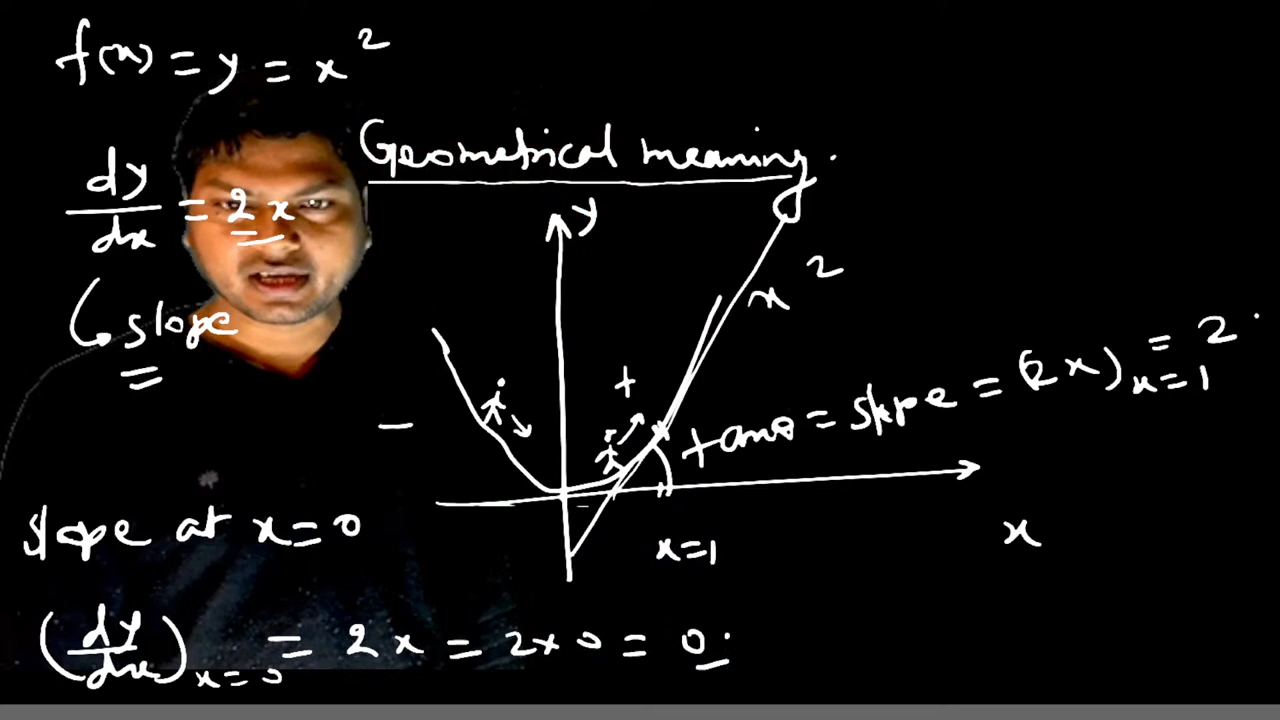 f(x) = y = x²
Geometrical meaning.
dy/dx = 2x
slope
y
x²
+
−
tanθ = slope = (2x)ₓ₌₁ = 2
x=1
x
slope at x=0
(dy/dx)ₓ₌₀ = 2x = 2×0 = 0